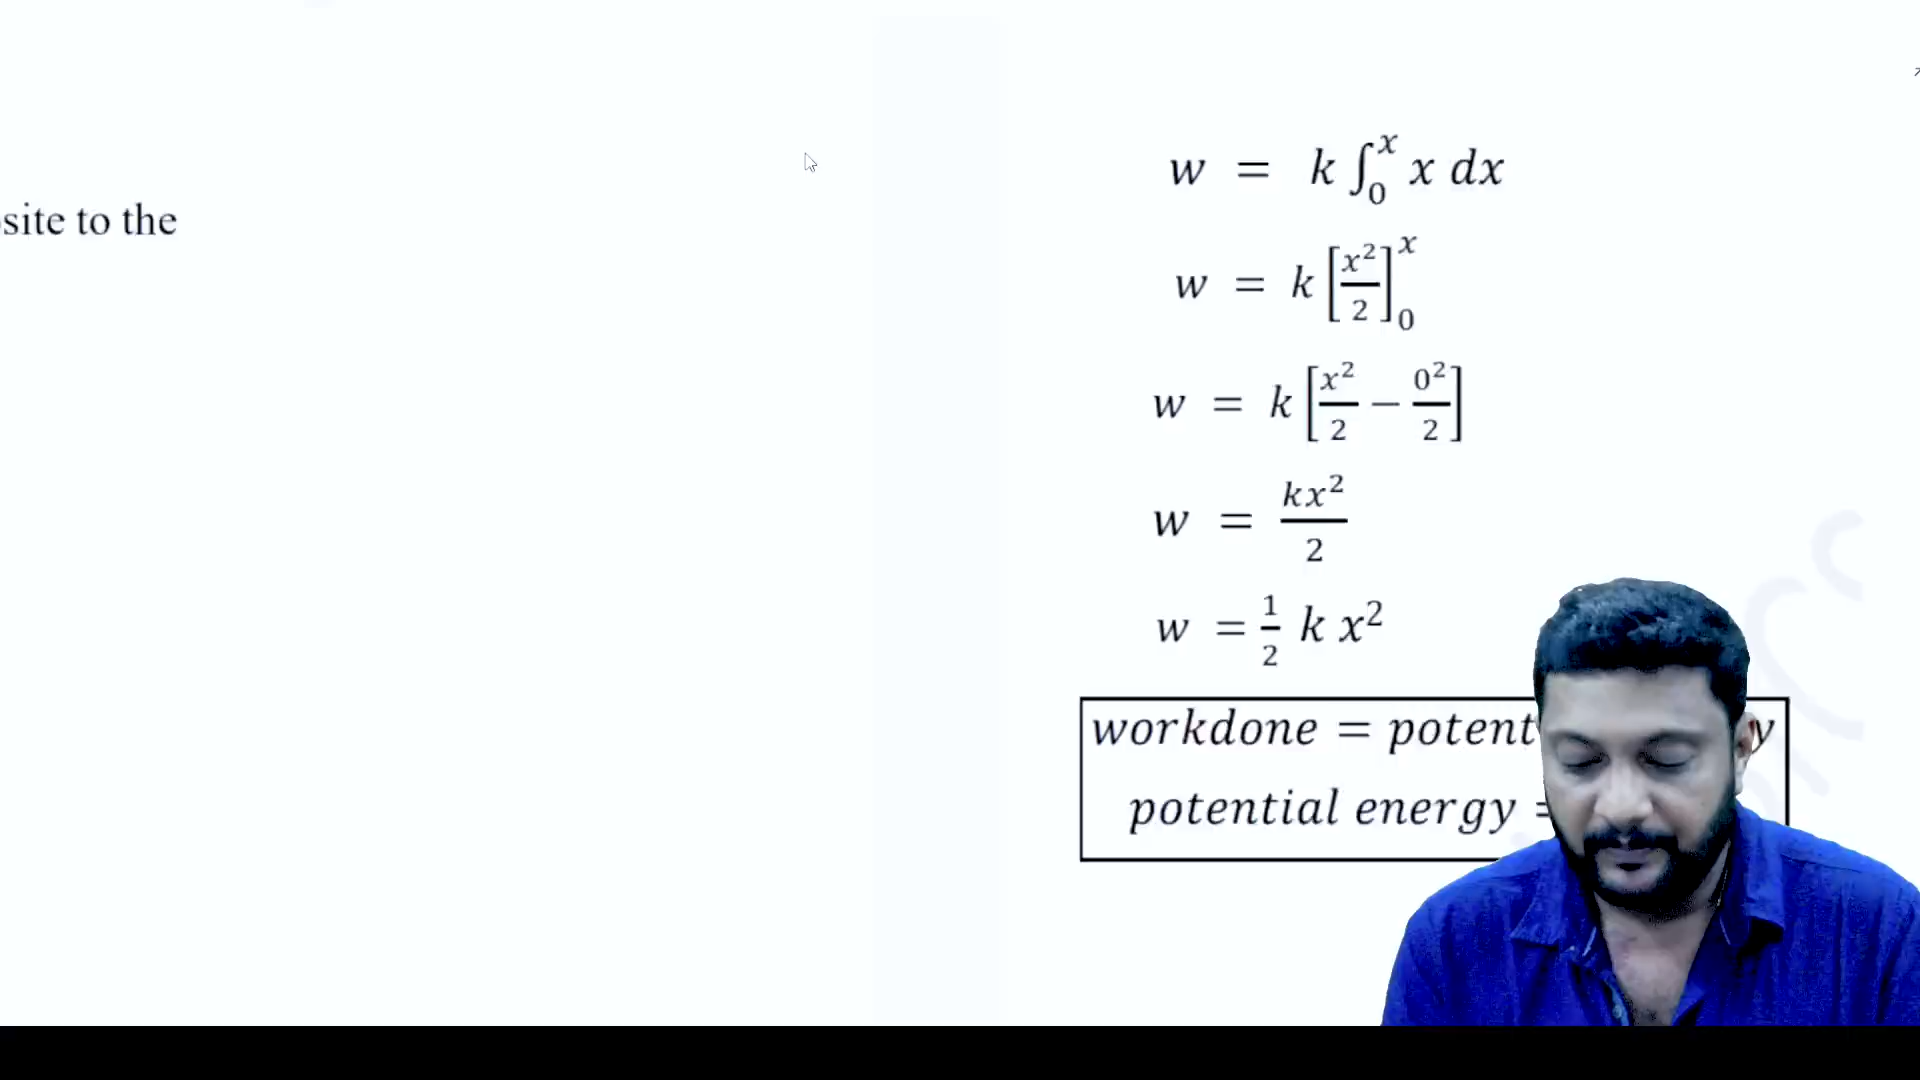 site to the
w = k ∫₀ˣ x dx
w = k [x²/2]₀ˣ
w = k [x²/2 − 0²/2]
w = kx²/2
w = 1/2 k x²
workdone =
potential energy =